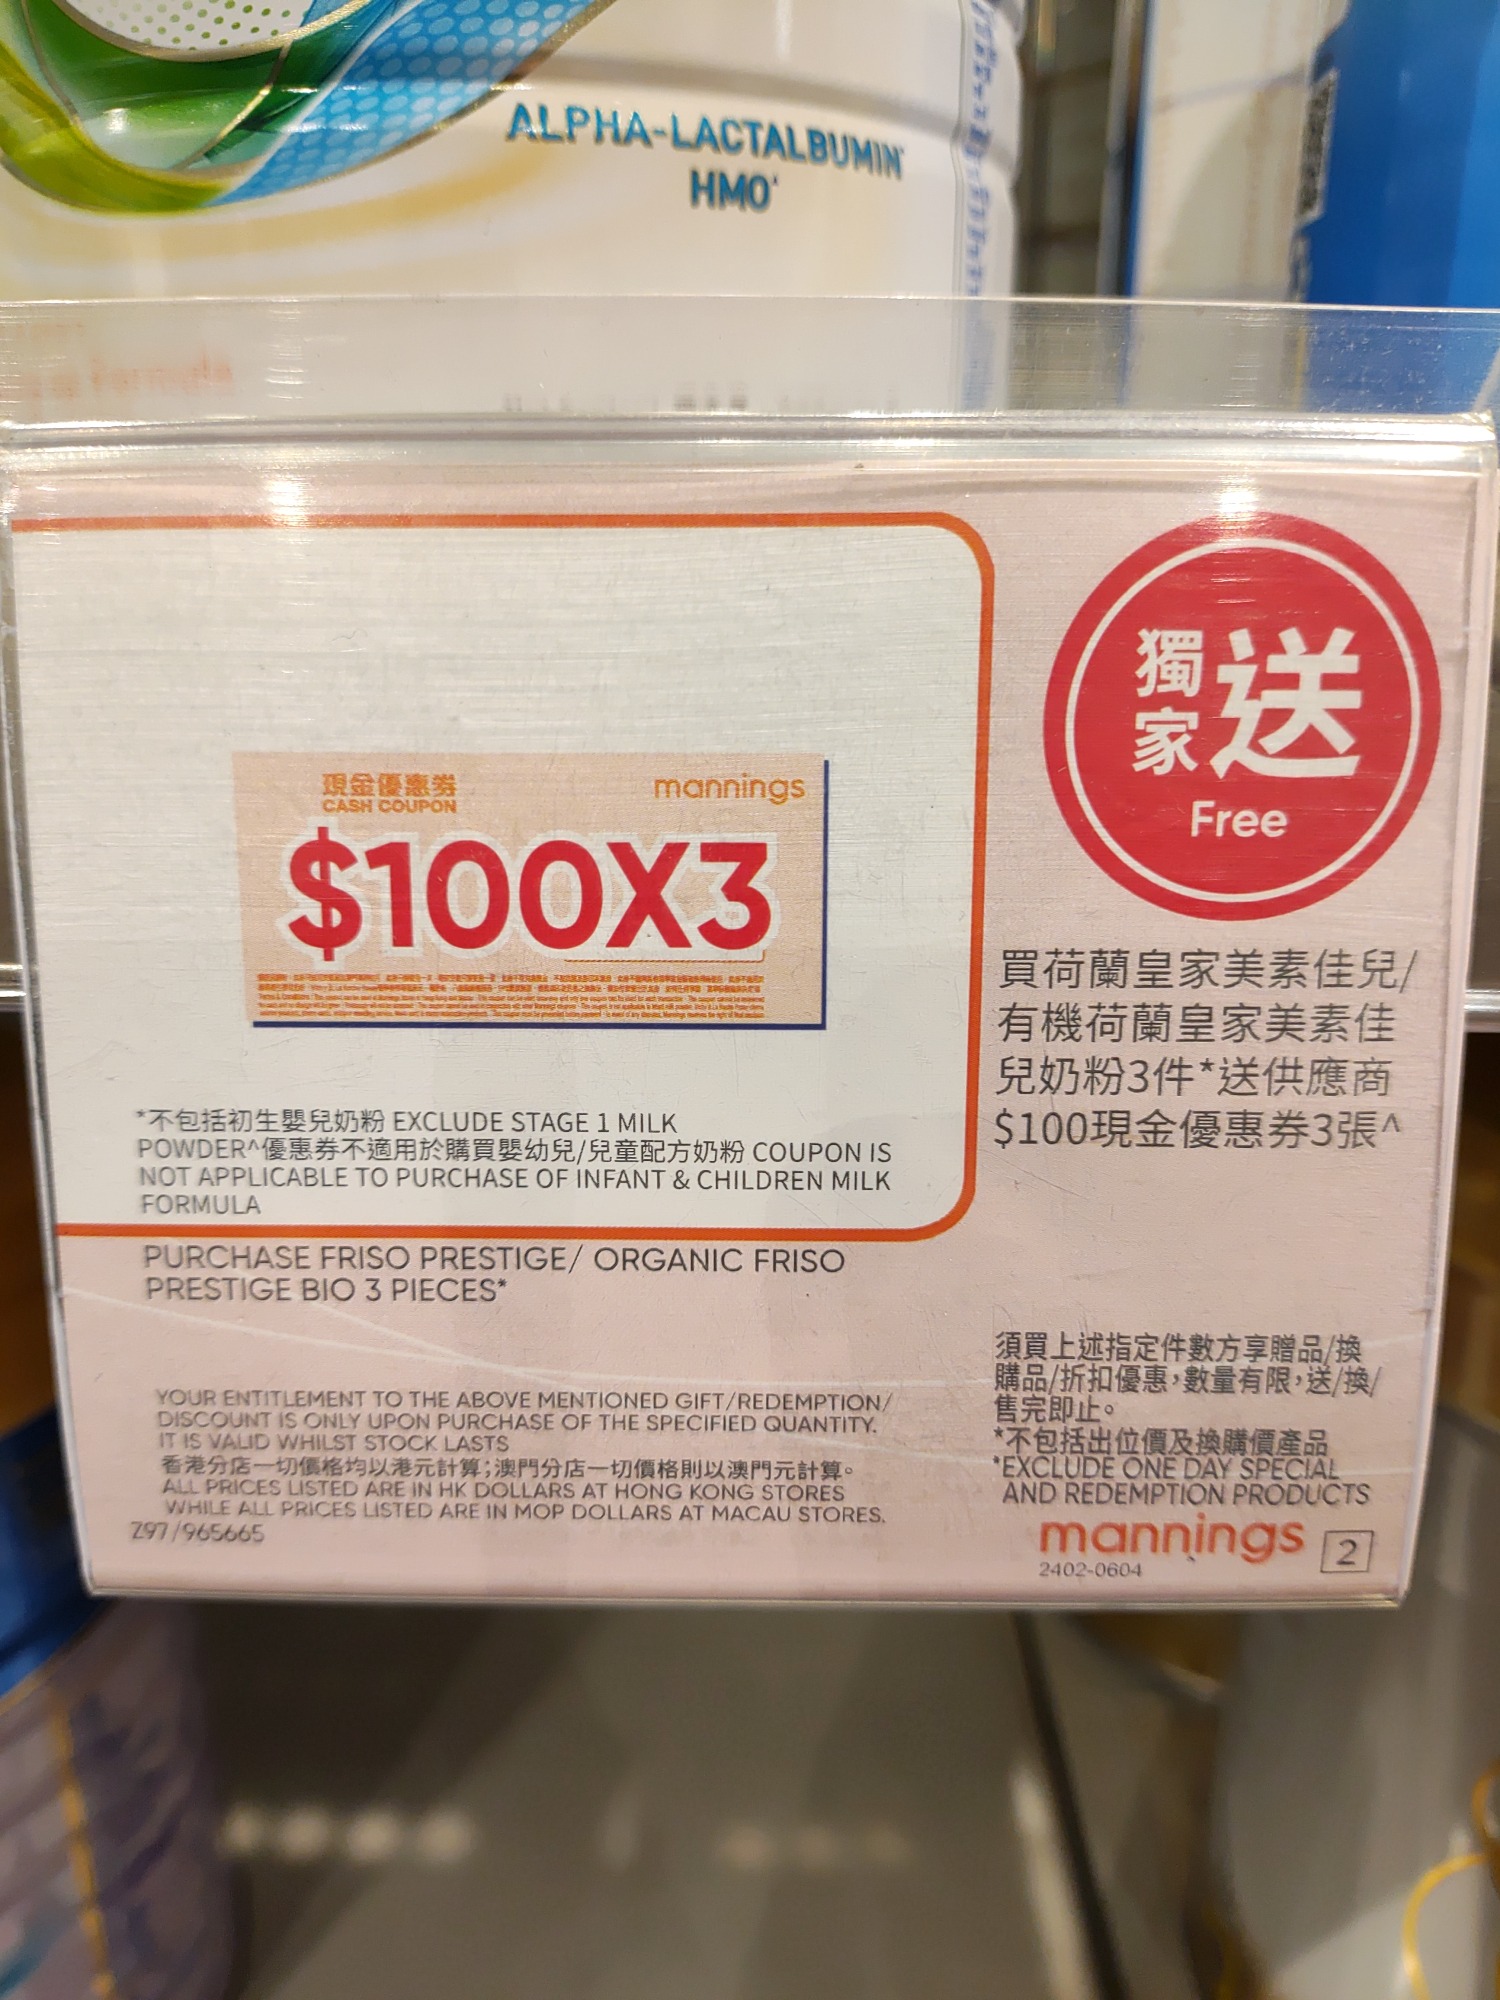 ALPHA-LACTALBUMIN
HMO
獨家送
Free
現金優惠券
CASH COUPON
mannings
$100X3
買荷蘭皇家美素佳兒/
有機荷蘭皇家美素佳
兒奶粉3件*送供應商
$100現金優惠券3張^
*不包括初生嬰兒奶粉 EXCLUDE STAGE 1 MILK
POWDER^優惠券不適用於購買嬰幼兒/兒童配方奶粉 COUPON IS
NOT APPLICABLE TO PURCHASE OF INFANT & CHILDREN MILK
FORMULA
PURCHASE FRISO PRESTIGE/ ORGANIC FRISO
PRESTIGE BIO 3 PIECES*
YOUR ENTITLEMENT TO THE ABOVE MENTIONED GIFT/REDEMPTION/
DISCOUNT IS ONLY UPON PURCHASE OF THE SPECIFIED QUANTITY.
IT IS VALID WHILST STOCK LASTS
香港分店一切價格均以港元計算;澳門分店一切價格則以澳門元計算。
ALL PRICES LISTED ARE IN HK DOLLARS AT HONG KONG STORES
WHILE ALL PRICES LISTED ARE IN MOP DOLLARS AT MACAU STORES.
Z97/965665
須買上述指定件數方享贈品/換
購品/折扣優惠,數量有限,送/換/
售完即止。
*不包括出位價及換購價產品
*EXCLUDE ONE DAY SPECIAL
AND REDEMPTION PRODUCTS
mannings 2
2402-0604